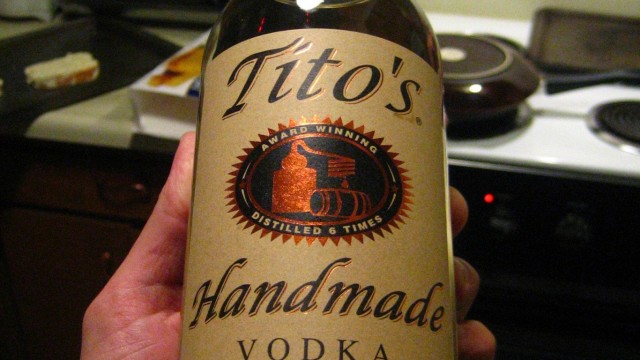 Tito's®
AWARD WINNING
DISTILLED 6 TIMES
Handmade
VODKA